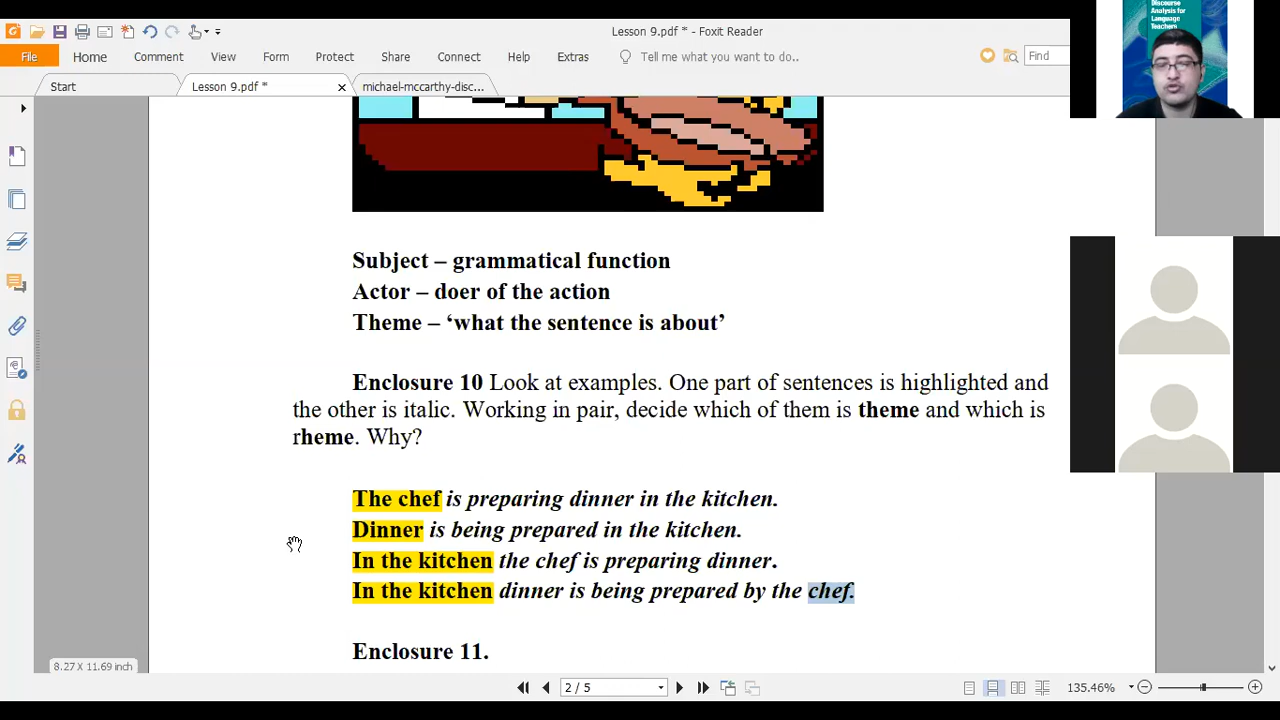 Lesson 9.pdf * - Foxit Reader
File Home Comment View Form Protect Share Connect Help Extras Tell me what you want to do.. Find
Start Lesson 9.pdf * michael-mccarthy-disc...
Discourse
Analysis for
Language
Teachers
Subject – grammatical function
Actor – doer of the action
Theme – ‘what the sentence is about’
Enclosure 10 Look at examples. One part of sentences is highlighted and
the other is italic. Working in pair, decide which of them is theme and which is
rheme. Why?
The chef is preparing dinner in the kitchen.
Dinner is being prepared in the kitchen.
In the kitchen the chef is preparing dinner.
In the kitchen dinner is being prepared by the chef.
Enclosure 11.
8.27 X 11.69 inch
2 / 5
135.46%